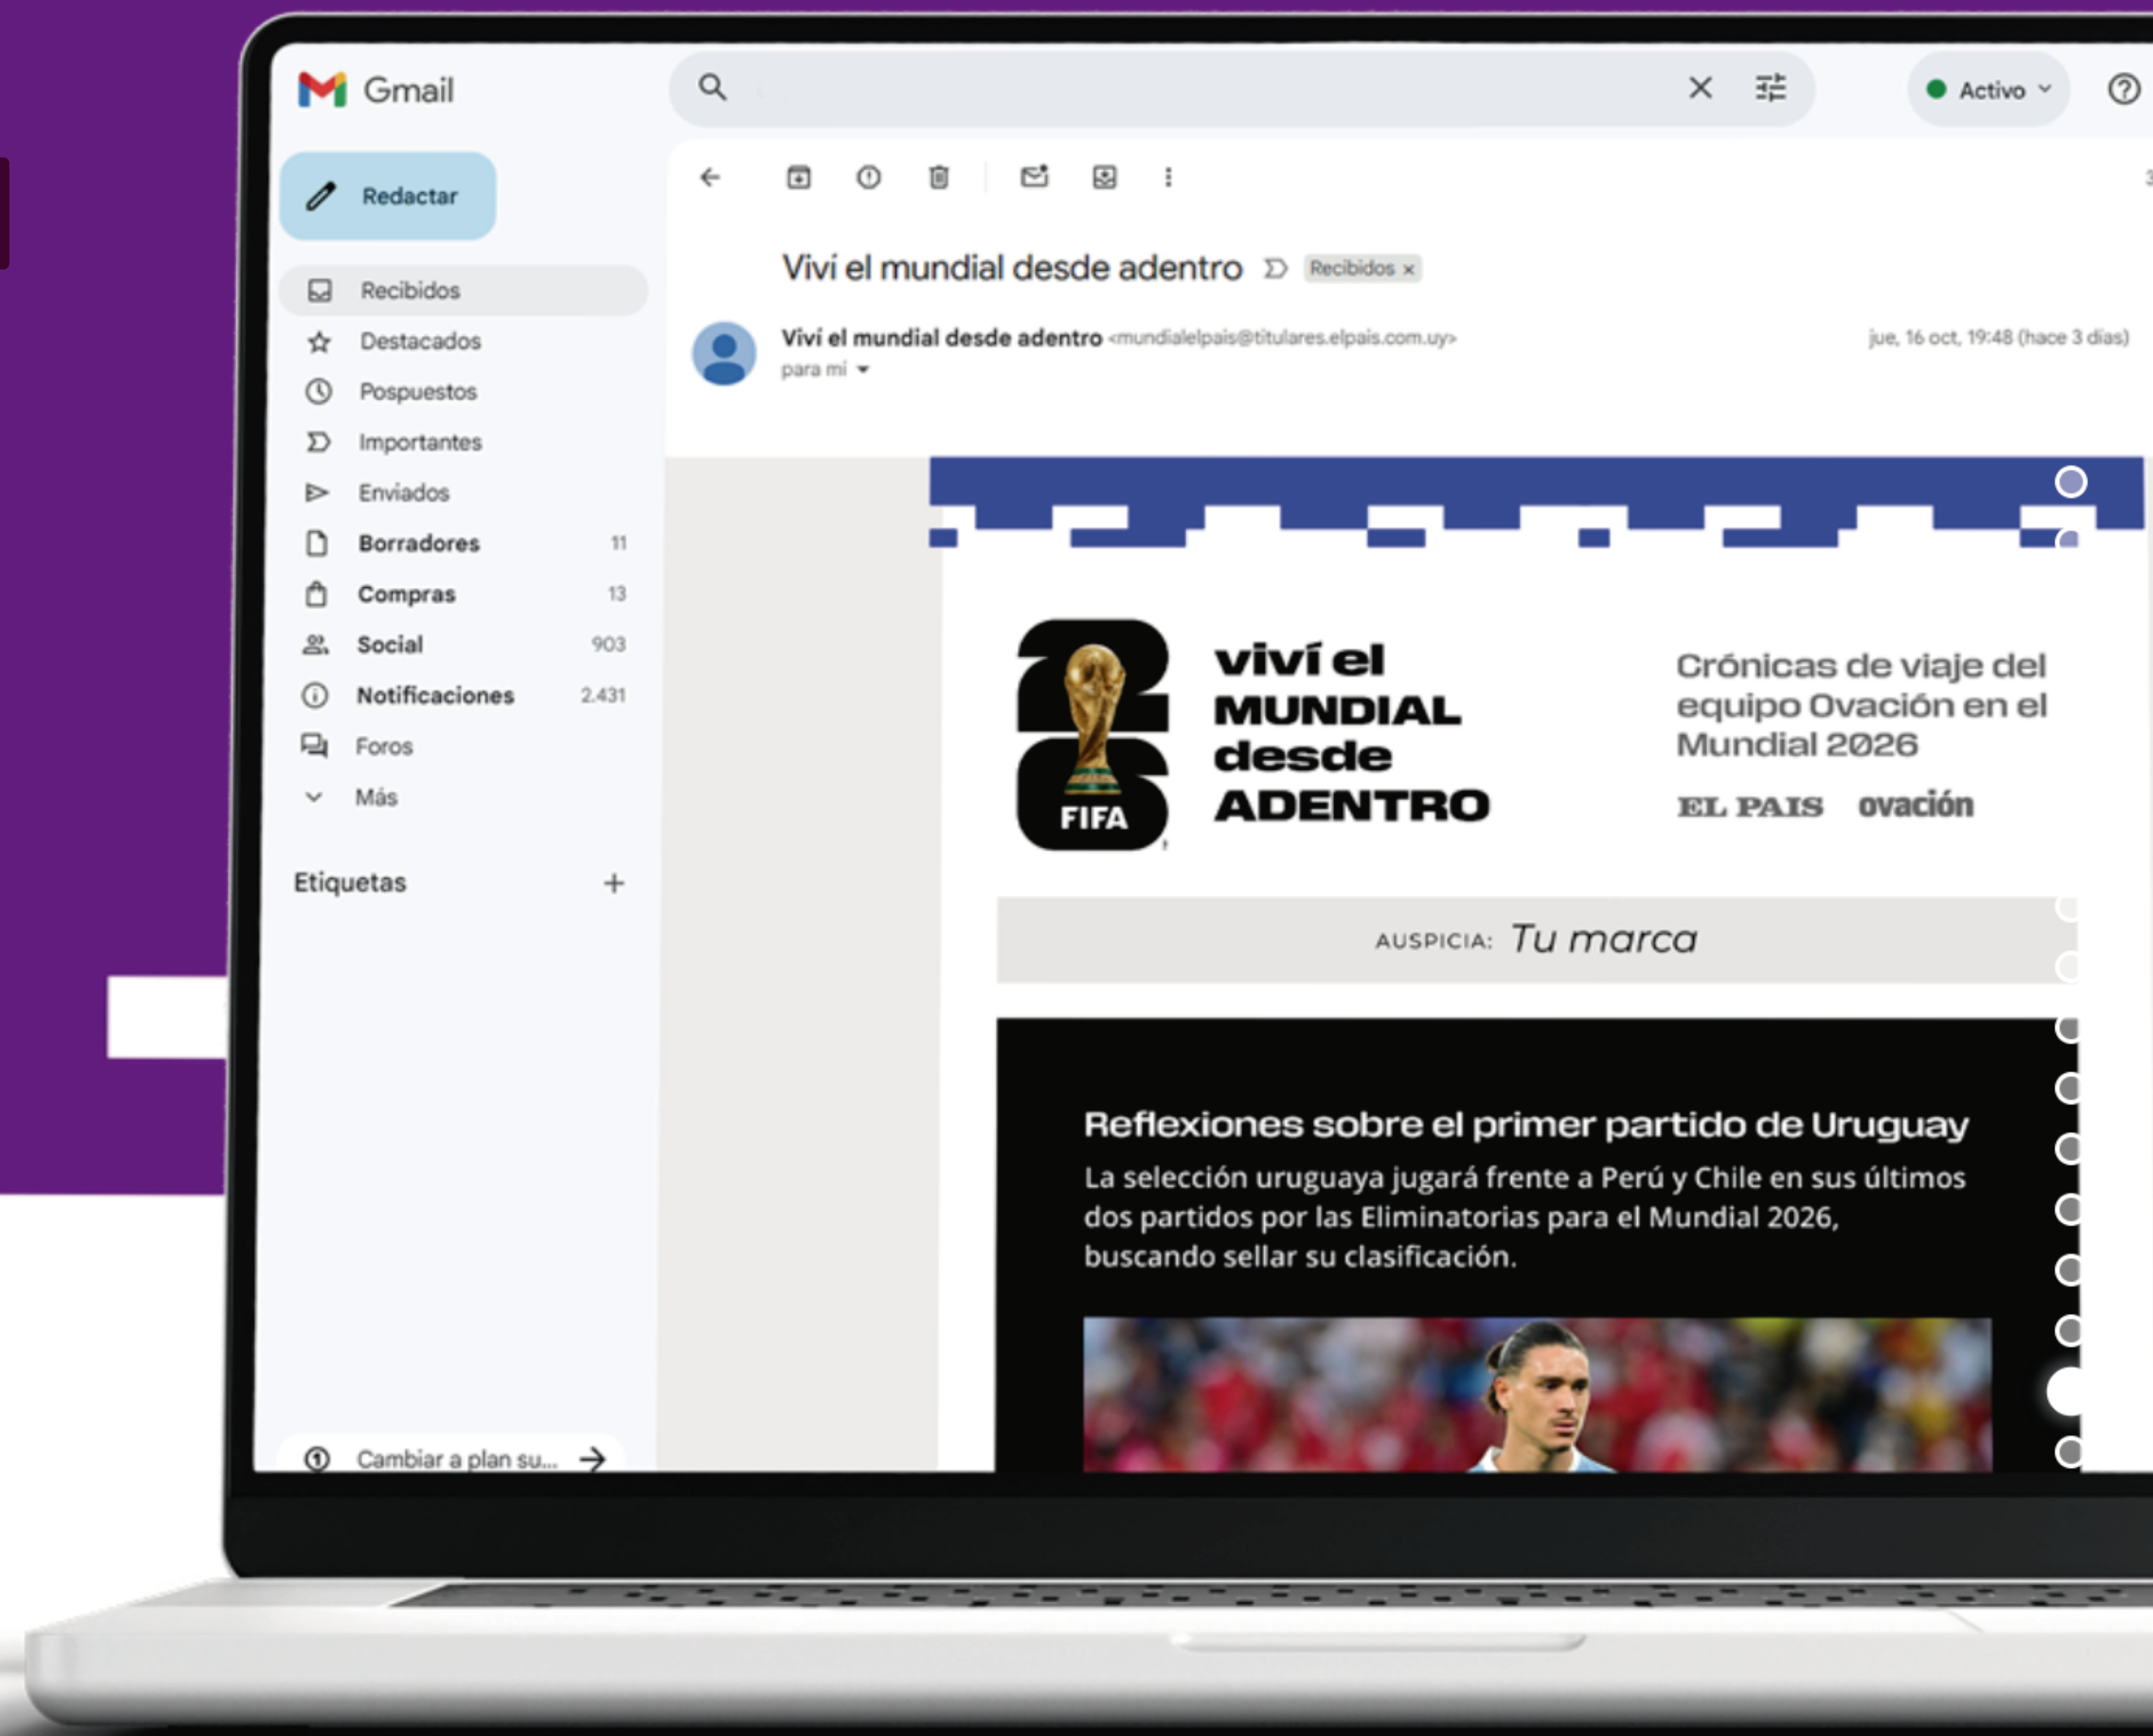 Gmail
Activo
Redactar
Recibidos
Destacados
Pospuestos
Importantes
Enviados
Borradores 11
Compras 13
Social 903
Notificaciones 2.431
Foros
Más
Etiquetas
Cambiar a plan su...
Viví el mundial desde adentro Recibidos
Viví el mundial desde adentro <mundialelpais@titulares.elpais.com.uy> jue, 16 oct, 19:48 (hace 3 días)
para mí
FIFA
viví el
MUNDIAL
desde
ADENTRO
Crónicas de viaje del
equipo Ovación en el
Mundial 2026
EL PAIS ovación
AUSPICIA: Tu marca
Reflexiones sobre el primer partido de Uruguay
La selección uruguaya jugará frente a Perú y Chile en sus últimos
dos partidos por las Eliminatorias para el Mundial 2026,
buscando sellar su clasificación.